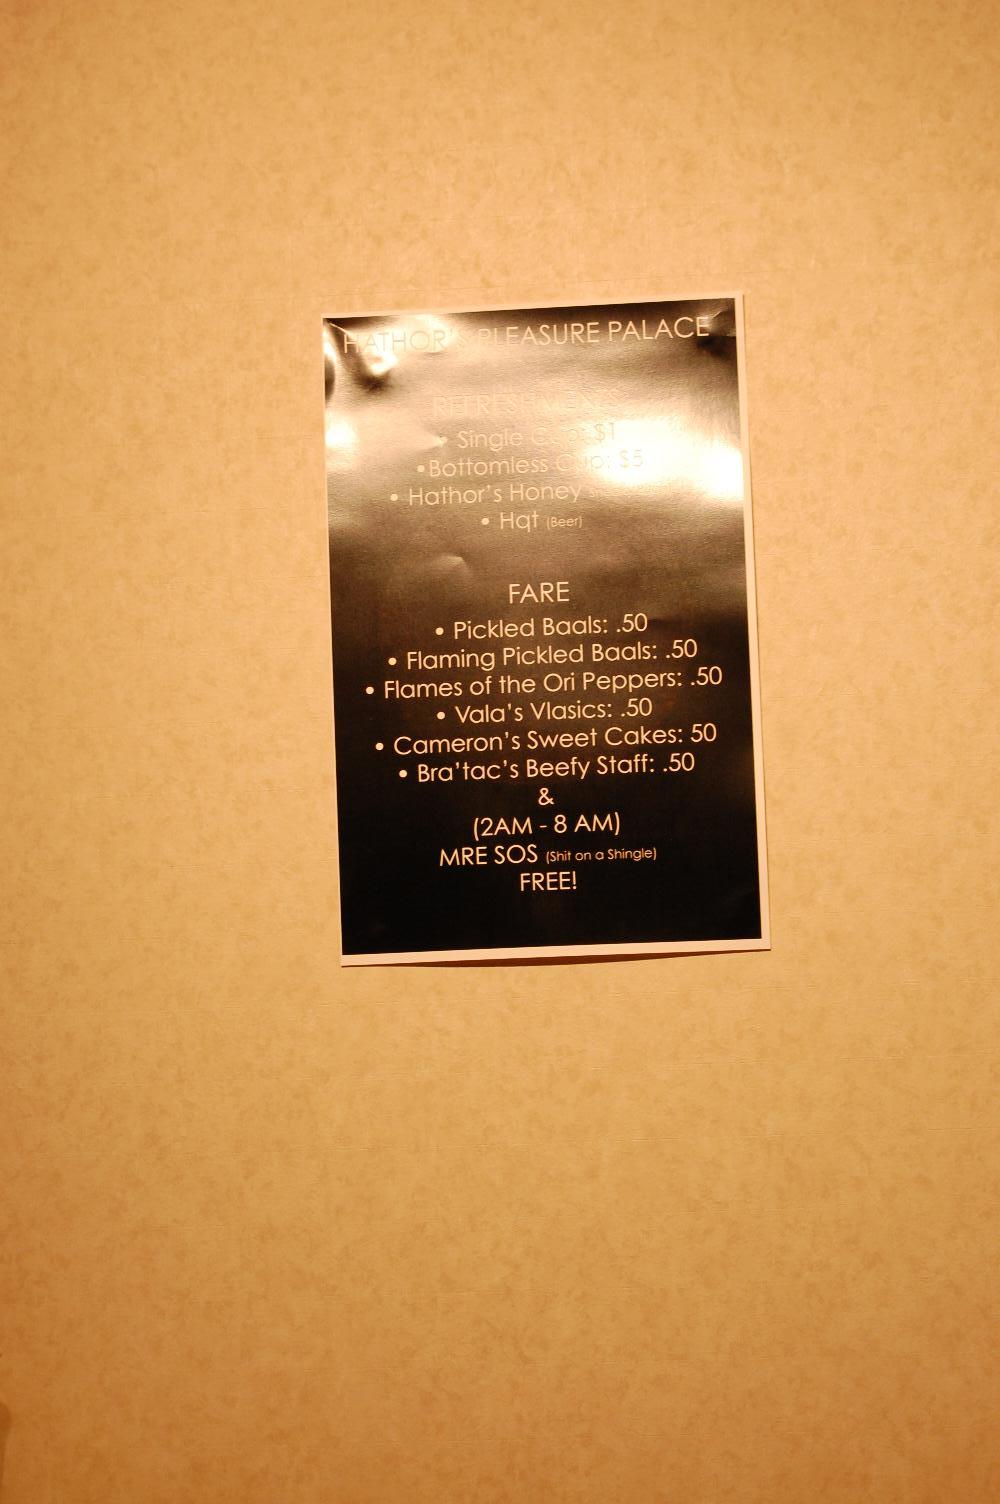 HATHOR'S PLEASURE PALACE
REFRESHMENTS
• Single Cup: $1
•Bottomless Cup: $5
• Hathor's Honey
• Hqt (Beer)
FARE
• Pickled Baals: .50
• Flaming Pickled Baals: .50
• Flames of the Ori Peppers: .50
• Vala's Vlasics: .50
• Cameron's Sweet Cakes: 50
• Bra'tac's Beefy Staff: .50
&
(2AM - 8 AM)
MRE SOS (Shit on a Shingle)
FREE!